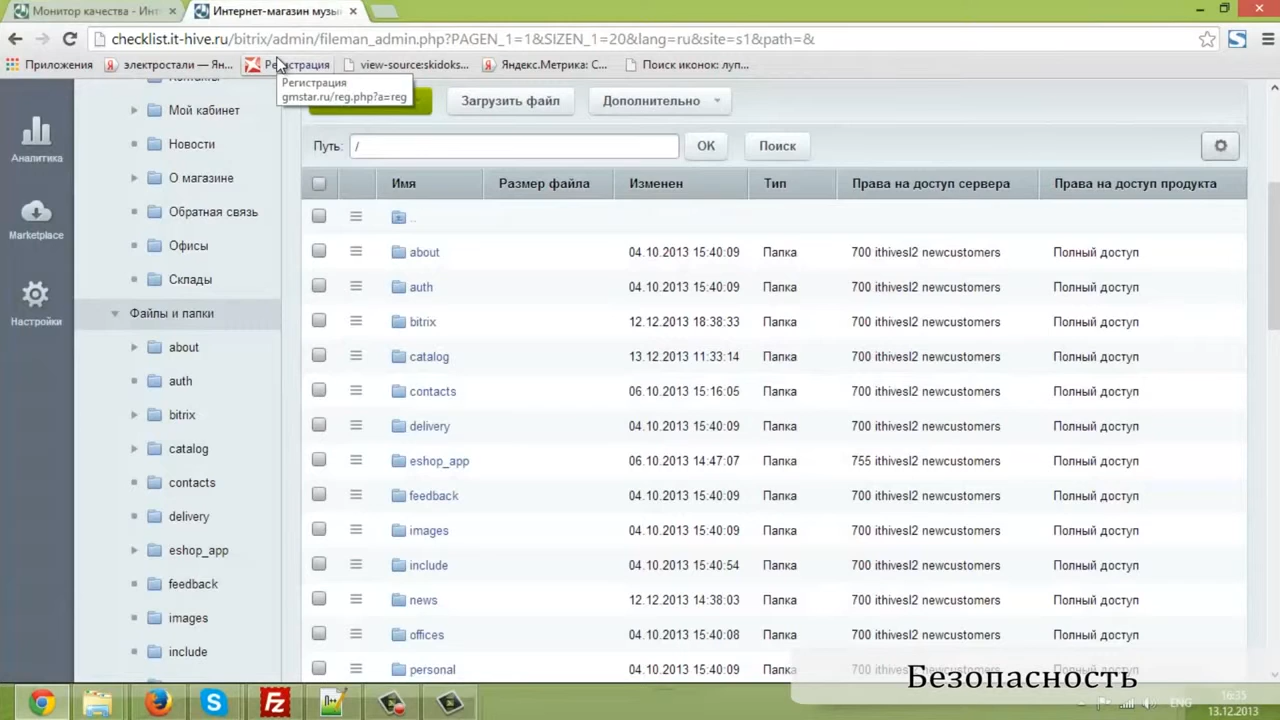 Монитор качества - Инт
Интернет-магазин музы
checklist.it-hive.ru/bitrix/admin/fileman_admin.php?PAGEN_1=1&SIZEN_1=20&lang=ru&site=s1&path=&
Приложения
электростали — Ян...
Регистрация
view-source:skidos...
Яндекс.Метрика: С...
Поиск иконок: луп...
Регистрация
gmstar.ru/reg.php?a=reg
Аналитика
Marketplace
Настройки
Контакты
Мой кабинет
Новости
О магазине
Обратная связь
Офисы
Склады
Файлы и папки
about
auth
bitrix
catalog
contacts
delivery
eshop_app
feedback
images
include
Загрузить файл
Дополнительно
Путь: /
OK
Поиск
Имя Размер файла Изменен Тип Права на доступ сервера Права на доступ продукта
..
about 04.10.2013 15:40:09 Папка 700 ithivesl2 newcustomers Полный доступ
auth 04.10.2013 15:40:09 Папка 700 ithivesl2 newcustomers Полный доступ
bitrix 12.12.2013 18:38:33 Папка 700 ithivesl2 newcustomers Полный доступ
catalog 13.12.2013 11:33:14 Папка 700 ithivesl2 newcustomers Полный доступ
contacts 06.10.2013 15:16:05 Папка 700 ithivesl2 newcustomers Полный доступ
delivery 04.10.2013 15:40:09 Папка 700 ithivesl2 newcustomers Полный доступ
eshop_app 06.10.2013 14:47:07 Папка 755 ithivesl2 newcustomers Полный доступ
feedback 04.10.2013 15:40:09 Папка 700 ithivesl2 newcustomers Полный доступ
images 04.10.2013 15:40:09 Папка 700 ithivesl2 newcustomers Полный доступ
include 04.10.2013 15:40:54 Папка 700 ithivesl2 newcustomers Полный доступ
news 12.12.2013 14:38:03 Папка 700 ithivesl2 newcustomers Полный доступ
offices 04.10.2013 15:40:08 Папка 700 ithivesl2 newcustomers Полный доступ
personal 04.10.2013 15:40:09 Папка 700 ithivesl2 newcustomers Полный доступ
Безопасность
ENG
16:35
13.12.2013